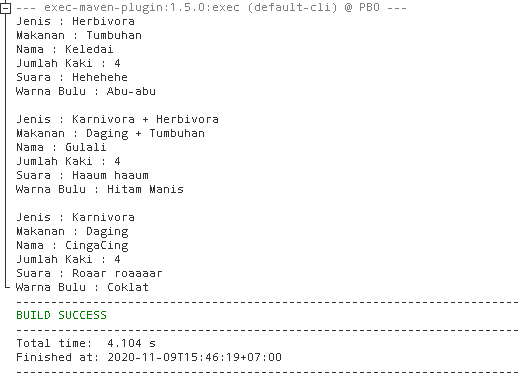 --- exec-maven-plugin:1.5.0:exec (default-cli) @ PBO ---
Jenis : Herbivora
Makanan : Tumbuhan
Nama : Keledai
Jumlah Kaki : 4
Suara : Hehehehe
Warna Bulu : Abu-abu

Jenis : Karnivora + Herbivora
Makanan : Daging + Tumbuhan
Nama : Gulali
Jumlah Kaki : 4
Suara : Haaum haaum
Warna Bulu : Hitam Manis

Jenis : Karnivora
Makanan : Daging
Nama : CingaCing
Jumlah Kaki : 4
Suara : Roaar roaaaar
Warna Bulu : Coklat
------------------------------------------------------------------------
BUILD SUCCESS
------------------------------------------------------------------------
Total time:  4.104 s
Finished at: 2020-11-09T15:46:19+07:00
------------------------------------------------------------------------